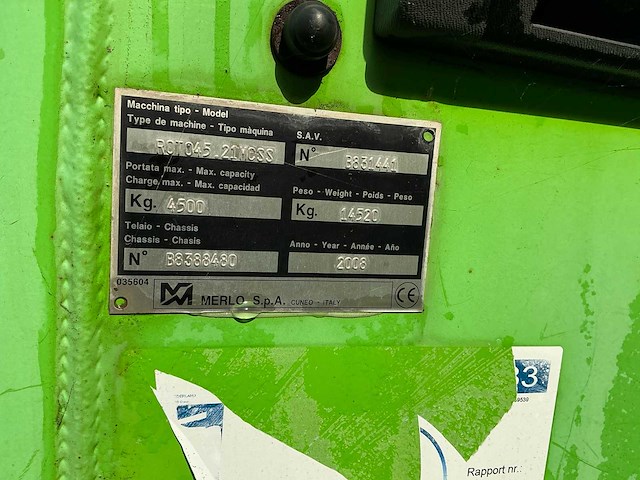 Macchina tipo - Model
Type de machine - Tipo màquina
ROTO45.21MCSS
S.A.V.
N° B831441
Portata max. - Max. capacity
Charge max. - Max. capacidad
Kg. 4500
Peso - Weight - Poids - Peso
Kg. 14520
Telaio - Chassis
Chassis - Chasis
N° B8388480
Anno - Year - Année - Año
2008
035604
MERLO S.p.A. CUNEO - ITALY
CE
33
Rapport nr.: